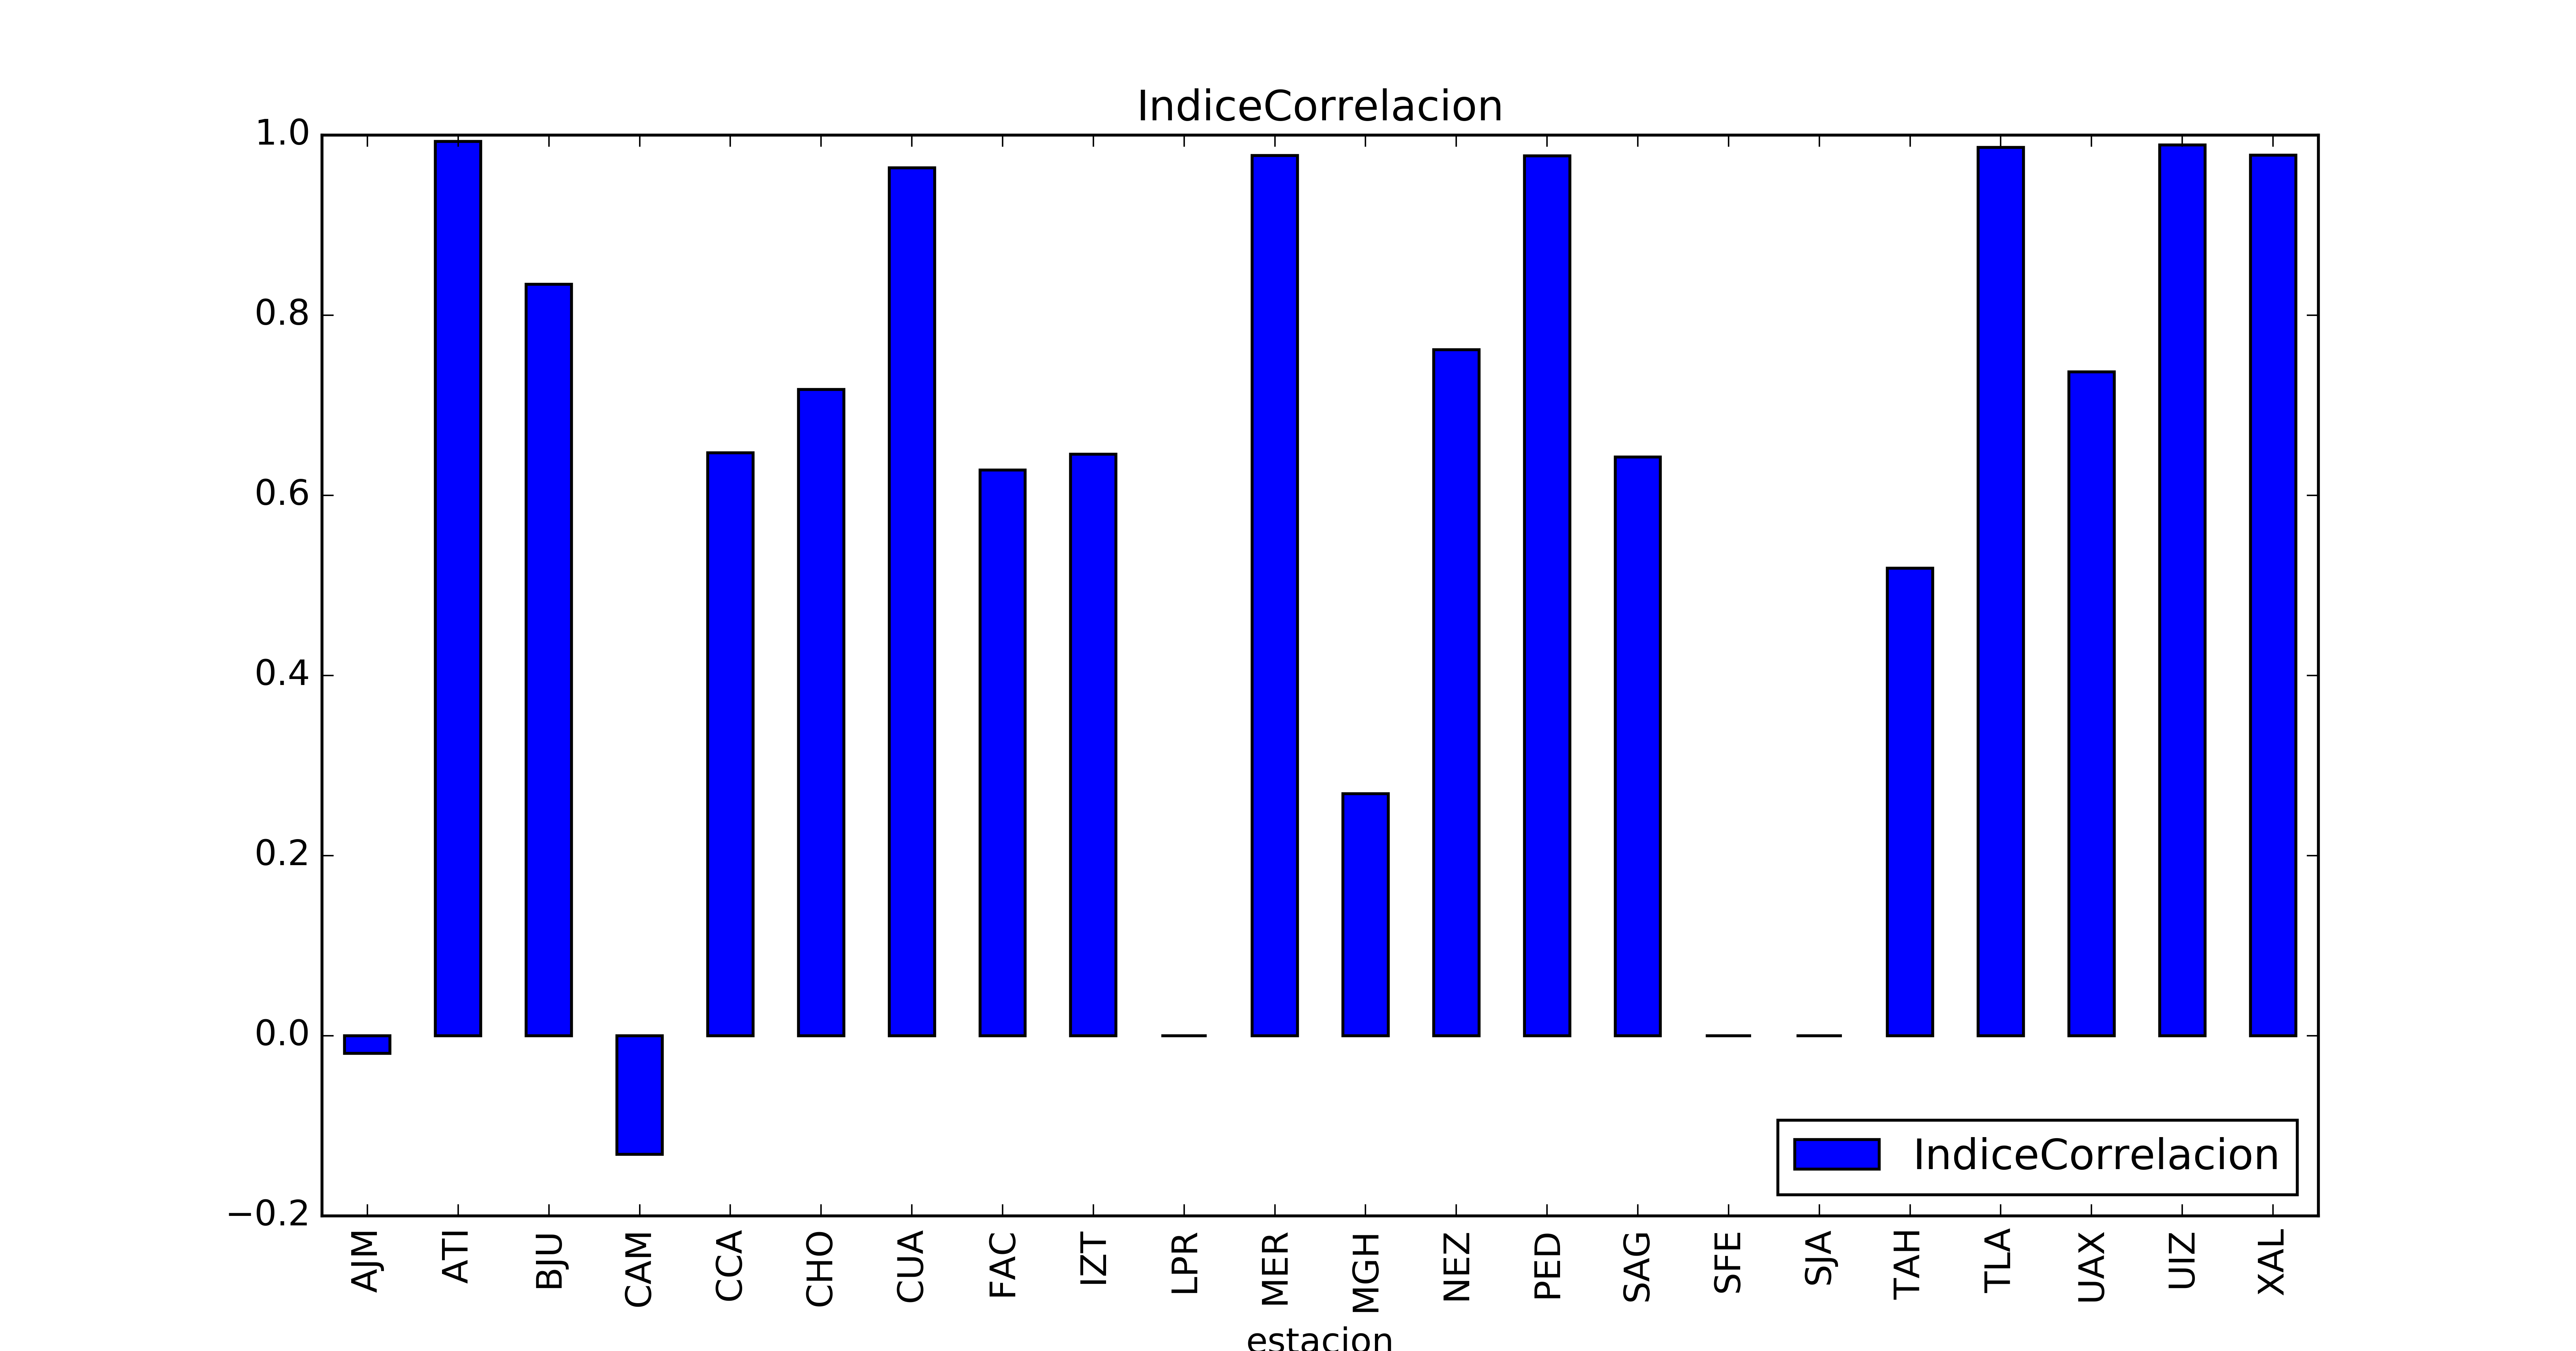 IndiceCorrelacion
1.0
0.8
0.6
0.4
0.2
0.0
−0.2
IndiceCorrelacion
AJM ATI BJU CAM CCA CHO CUA FAC IZT LPR MER MGH NEZ PED SAG SFE SJA TAH TLA UAX UIZ XAL
estacion